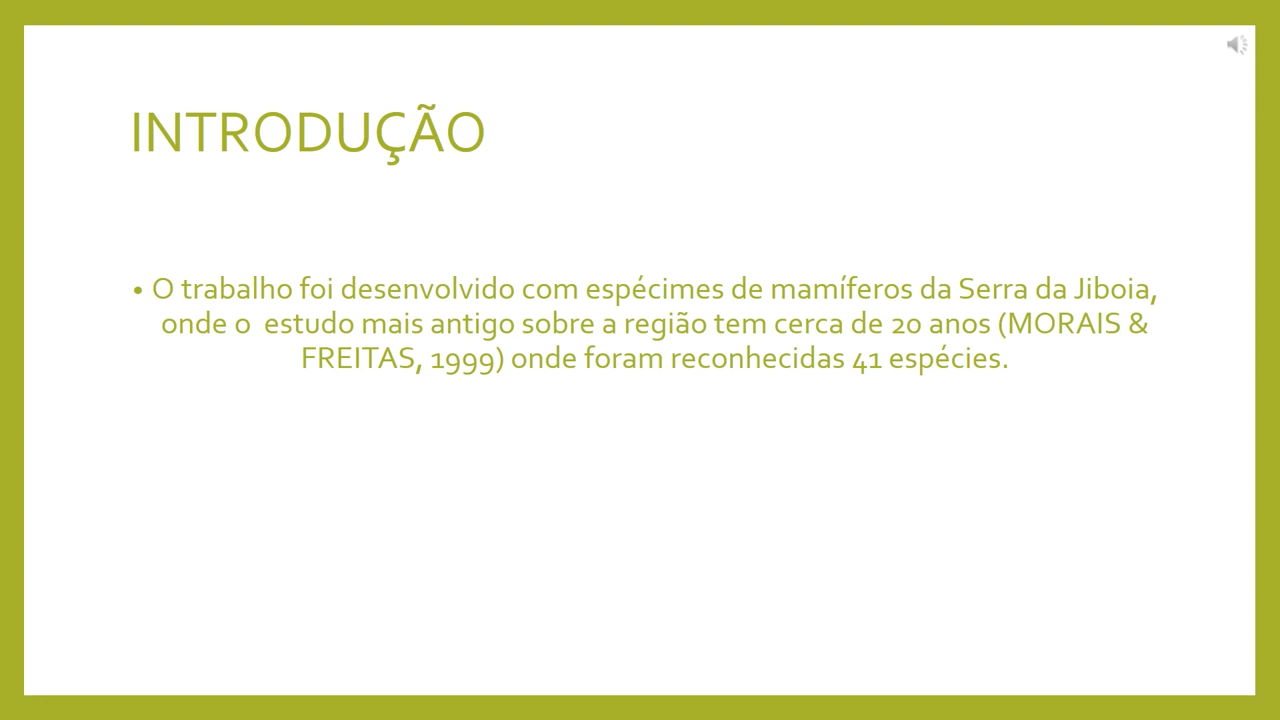 INTRODUÇÃO
• O trabalho foi desenvolvido com espécimes de mamíferos da Serra da Jiboia,
onde o  estudo mais antigo sobre a região tem cerca de 20 anos (MORAIS &
FREITAS, 1999) onde foram reconhecidas 41 espécies.